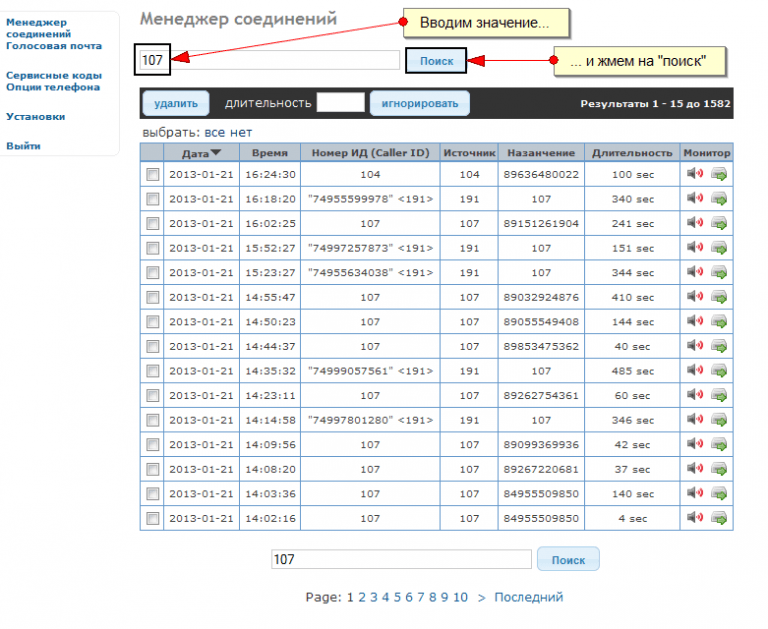 Менеджер
соединений
Голосовая почта
Сервисные коды
Опции телефона
Установки
Выйти
Менеджер соединений
Вводим значение...
107
Поиск
... и жмем на "поиск"
удалить длительность игнорировать Результаты 1 - 15 до 1582
выбрать: все нет
Дата Время Номер ИД (Caller ID) Источник Назанчение Длительность Монитор
2013-01-21 16:24:30 104 104 89636480022 100 sec
2013-01-21 16:18:20 "74955599978" <191> 191 107 340 sec
2013-01-21 16:02:25 107 107 89151261904 241 sec
2013-01-21 15:52:27 "74997257873" <191> 191 107 151 sec
2013-01-21 15:23:27 "74955634038" <191> 191 107 344 sec
2013-01-21 14:55:47 107 107 89032924876 410 sec
2013-01-21 14:50:23 107 107 89055549408 144 sec
2013-01-21 14:44:37 107 107 89853475362 40 sec
2013-01-21 14:35:32 "74999057561" <191> 191 107 485 sec
2013-01-21 14:23:11 107 107 89262754361 60 sec
2013-01-21 14:14:58 "74997801280" <191> 191 107 346 sec
2013-01-21 14:09:56 107 107 89099369936 42 sec
2013-01-21 14:08:20 107 107 89267220681 37 sec
2013-01-21 14:03:36 107 107 84955509850 140 sec
2013-01-21 14:02:16 107 107 84955509850 4 sec
107 Поиск
Page: 1 2 3 4 5 6 7 8 9 10 > Последний